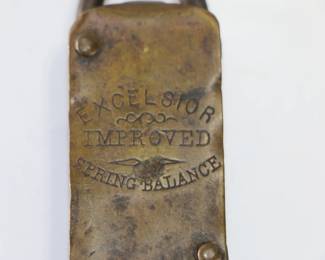 EXCELSIOR
IMPROVED
SPRING BALANCE